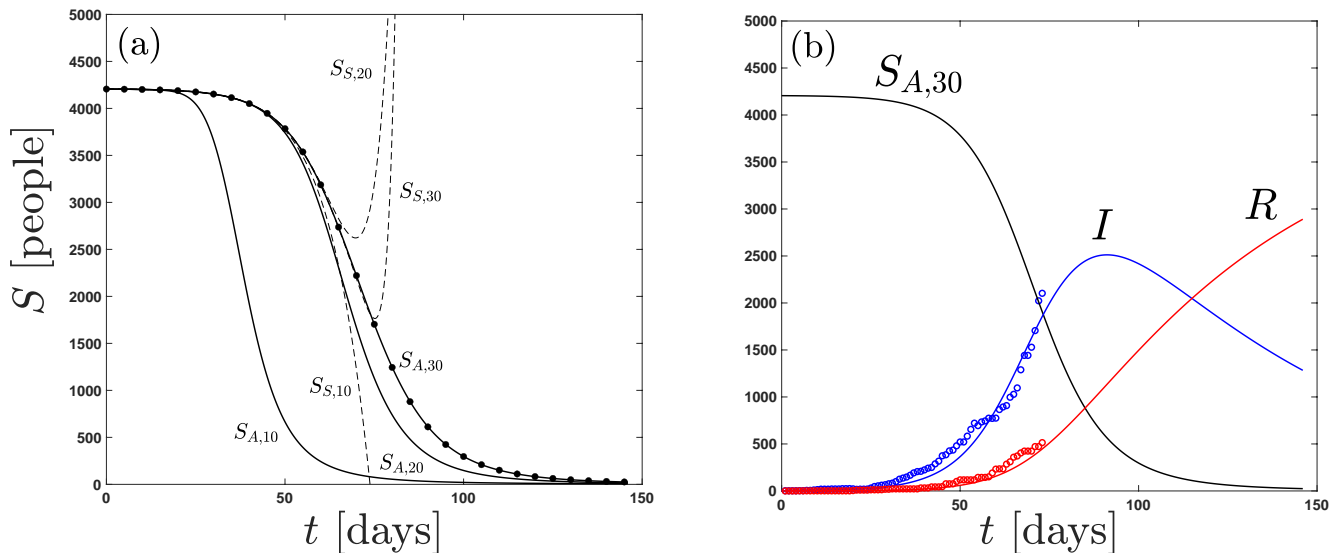 (a)
5000
4500
4000
3500
3000
2500
2000
1500
1000
500
0
0 50 100 150
S [people]
t [days]
S_{S,20}
S_{S,30}
S_{A,30}
S_{S,10}
S_{A,10}
S_{A,20}
(b)
5000
4500
4000
3500
3000
2500
2000
1500
1000
500
0
0 50 100 150
t [days]
S_{A,30}
I
R